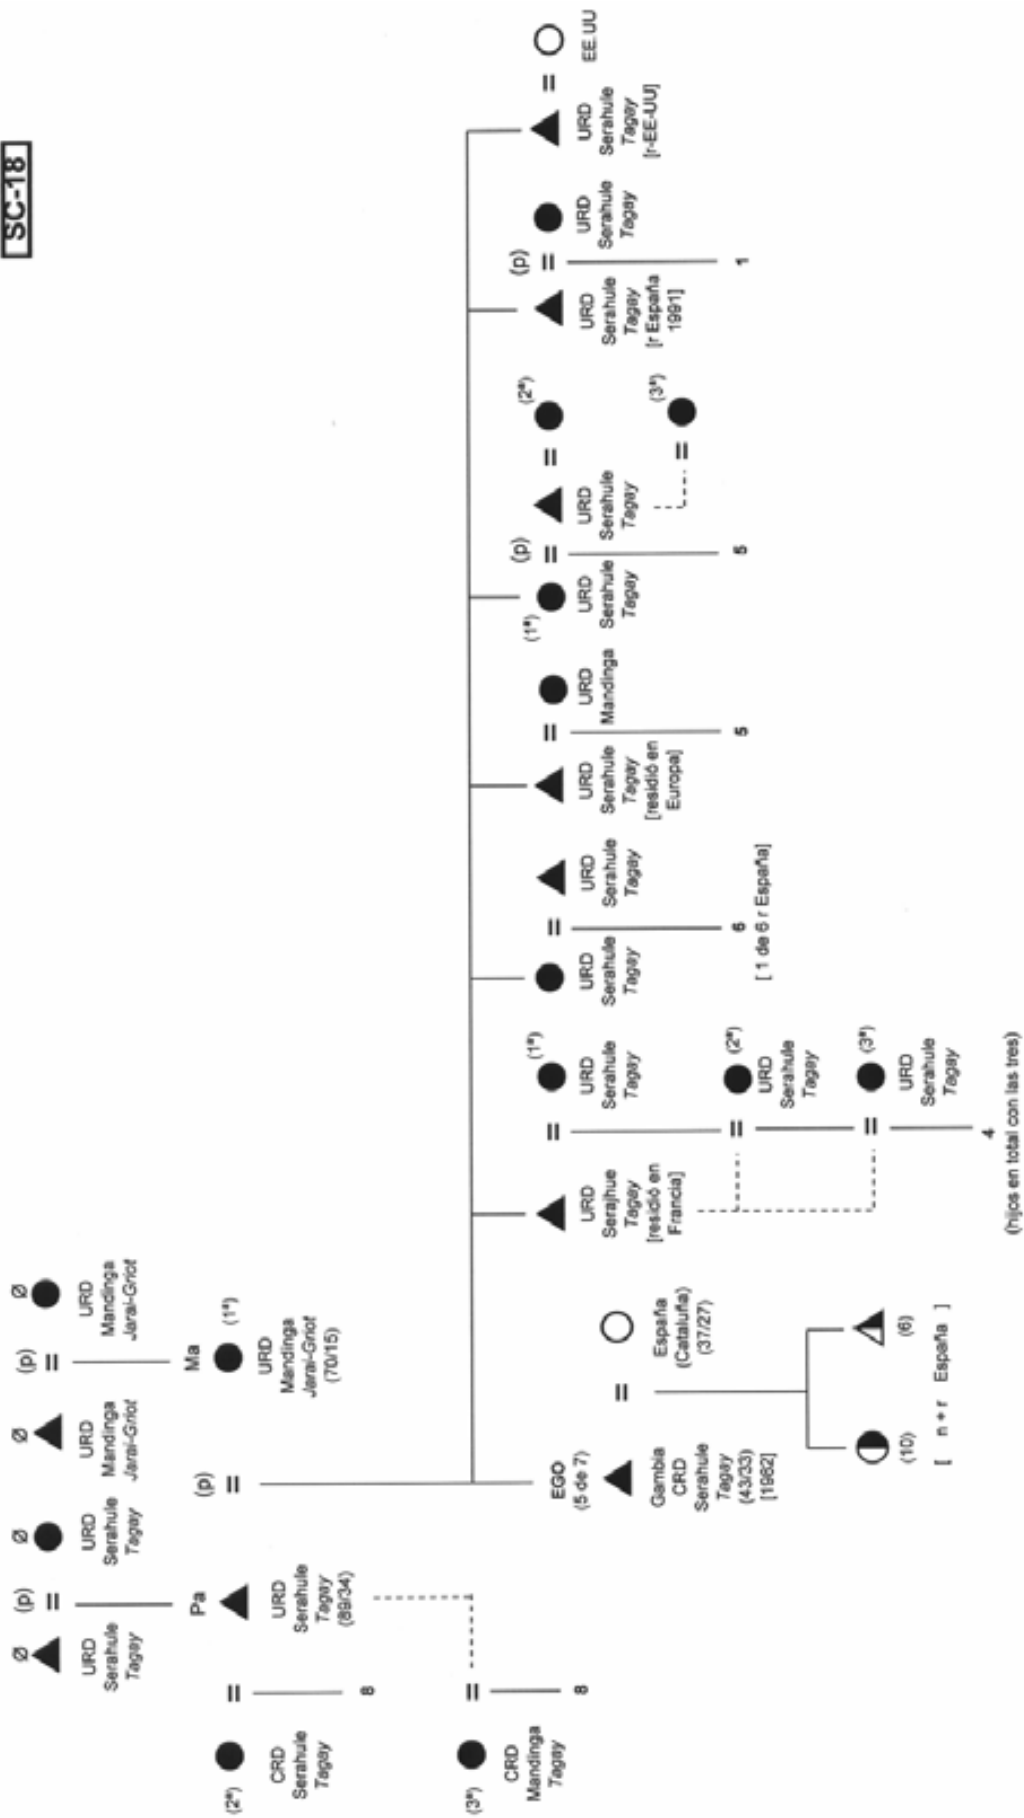 SC-18
Ø
Ø
Ø
Ø
(p)
(p)
URD
Serahule
Tagay
URD
Serahule
Tagay
URD
Mandinga
Jarai-Griot
URD
Mandinga
Jarai-Griot
(2ª)
CRD
Serahule
Tagay
8
Pa
URD
Serahule
Tagay
(89/34)
(p)
Ma
(1ª)
URD
Mandinga
Jarai-Griot
(70/15)
(3ª)
CRD
Mandinga
Tagay
8
EGO
(5 de 7)
Gambia
CRD
Serahule
Tagay
(43/33)
[1982]
España
(Cataluña)
(37/27)
(10)
(6)
[ n + r España ]
URD
Serajhue
Tagay
[residió en
Francia]
(1ª)
URD
Serahule
Tagay
(2ª)
URD
Serahule
Tagay
(3ª)
URD
Serahule
Tagay
4
(hijos en total con las tres)
URD
Serahule
Tagay
URD
Serahule
Tagay
6
[ 1 de 6 r España]
URD
Serahule
Tagay
[residió en
Europa]
URD
Mandinga
5
(1ª)
URD
Serahule
Tagay
(p)
URD
Serahule
Tagay
(2ª)
(3ª)
5
URD
Serahule
Tagay
[r España
1991]
(p)
URD
Serahule
Tagay
1
URD
Serahule
Tagay
[r-EE-UU]
EE.UU